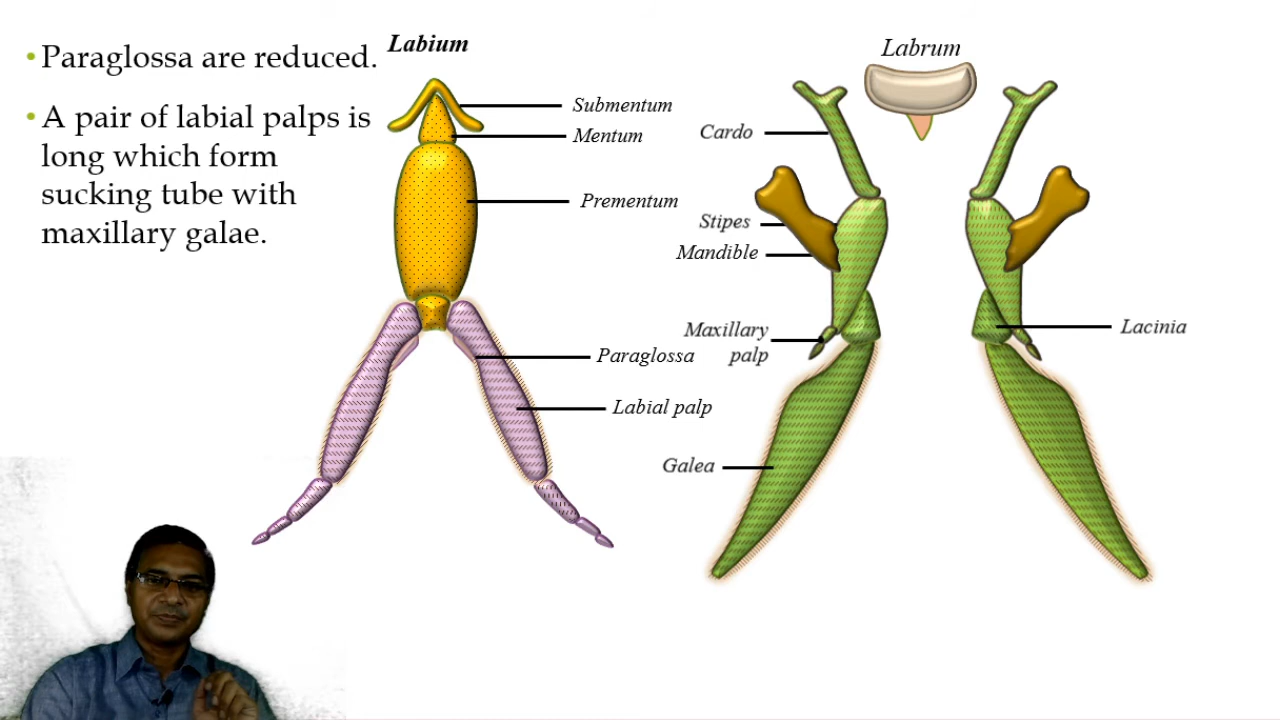 • Paraglossa are reduced.
• A pair of labial palps is
long which form
sucking tube with
maxillary galae.
Labium
Submentum
Mentum
Prementum
Paraglossa
Labial palp
Labrum
Cardo
Stipes
Mandible
Maxillary
palp
Galea
Lacinia